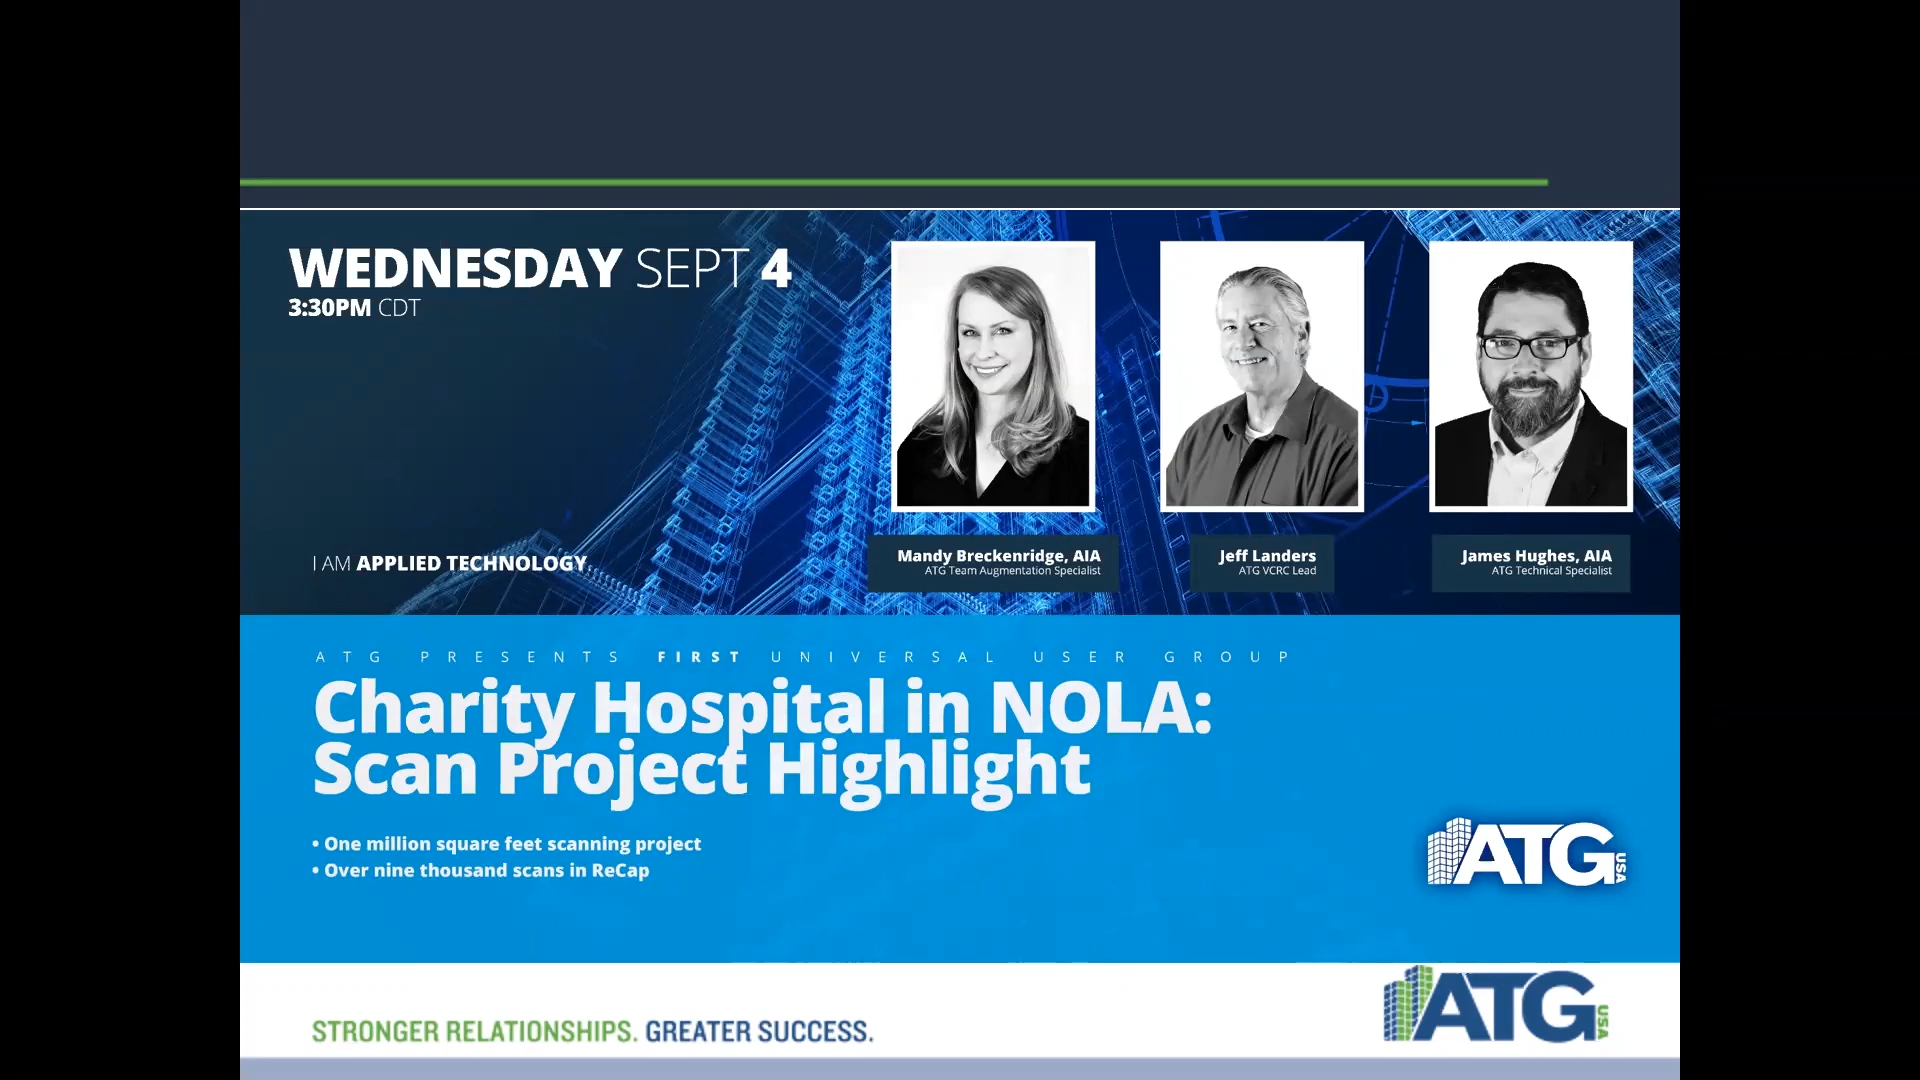 WEDNESDAY SEPT 4
3:30PM CDT
I AM APPLIED TECHNOLOGY
Mandy Breckenridge, AIA
ATG Team Augmentation Specialist
Jeff Landers
ATG VCRC Lead
James Hughes, AIA
ATG Technical Specialist
ATG PRESENTS FIRST UNIVERSAL USER GROUP
Charity Hospital in NOLA:
Scan Project Highlight
• One million square feet scanning project
• Over nine thousand scans in ReCap
ATG USA
STRONGER RELATIONSHIPS. GREATER SUCCESS.
ATG USA